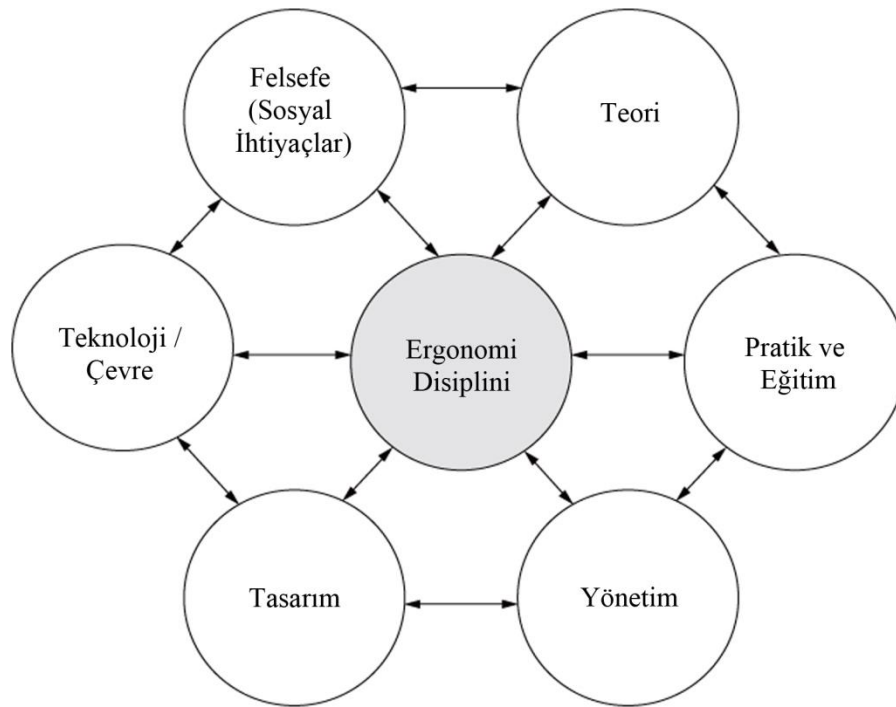 Felsefe
(Sosyal
İhtiyaçlar)
Teori
Teknoloji /
Çevre
Ergonomi
Disiplini
Pratik ve
Eğitim
Tasarım
Yönetim